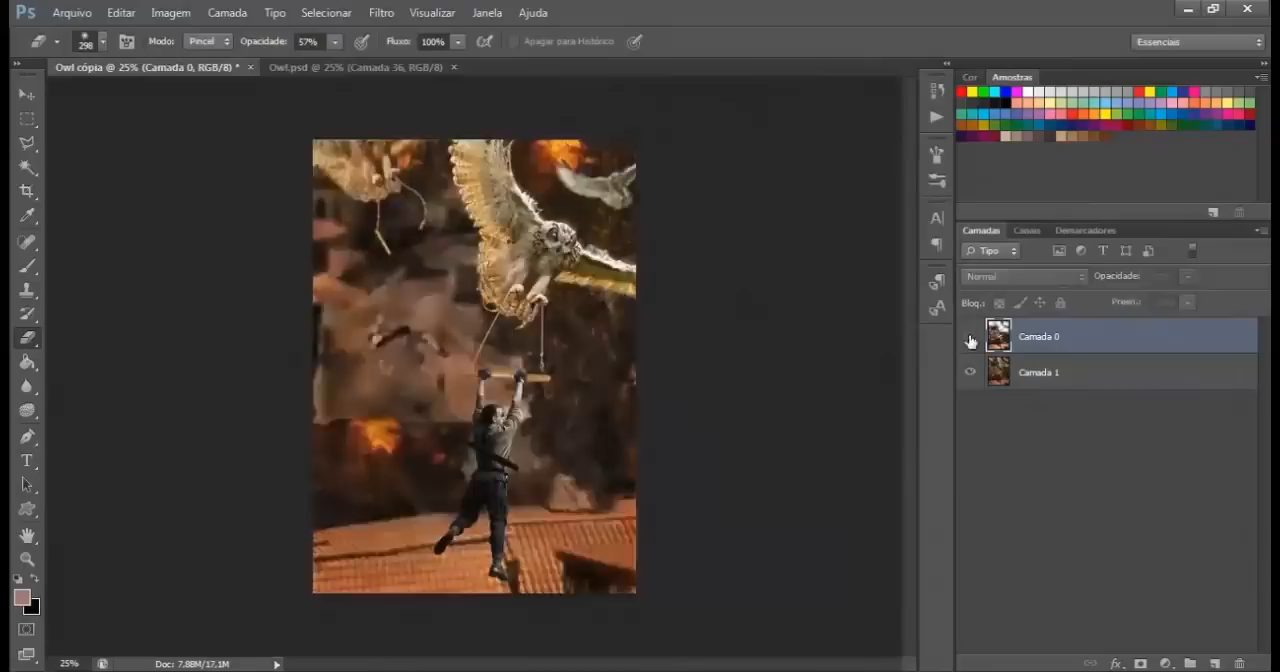 Ps Arquivo Editar Imagem Camada Tipo Selecionar Filtro Visualizar Janela Ajuda
298 Modo: Pincel Opacidade: 57% Fluxo: 100% Apagar para Histórico Essenciais
Owl cópia @ 25% (Camada 0, RGB/8) * × Owl.psd @ 25% (Camada 36, RGB/8) ×
Cor Amostras
Camadas Canais Demarcadores
Tipo
Normal Opacidade:
Bloq.:
Camada 0
Camada 1
25% Doc: 7,88M/17,1M